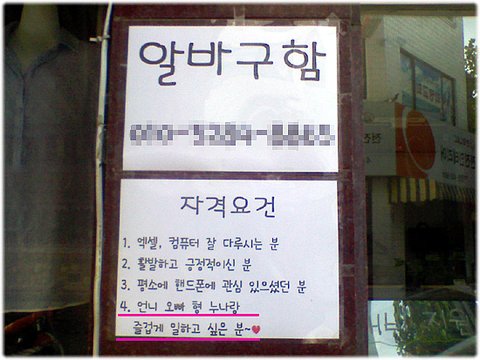 알바구함
자격요건
1. 엑셀, 컴퓨터 잘 다루시는 분
2. 활발하고 긍정적이신 분
3. 평소에 핸드폰에 관심 있으셨던 분
4. 언니 오빠 형 누나랑
즐겁게 일하고 싶은 분~♥